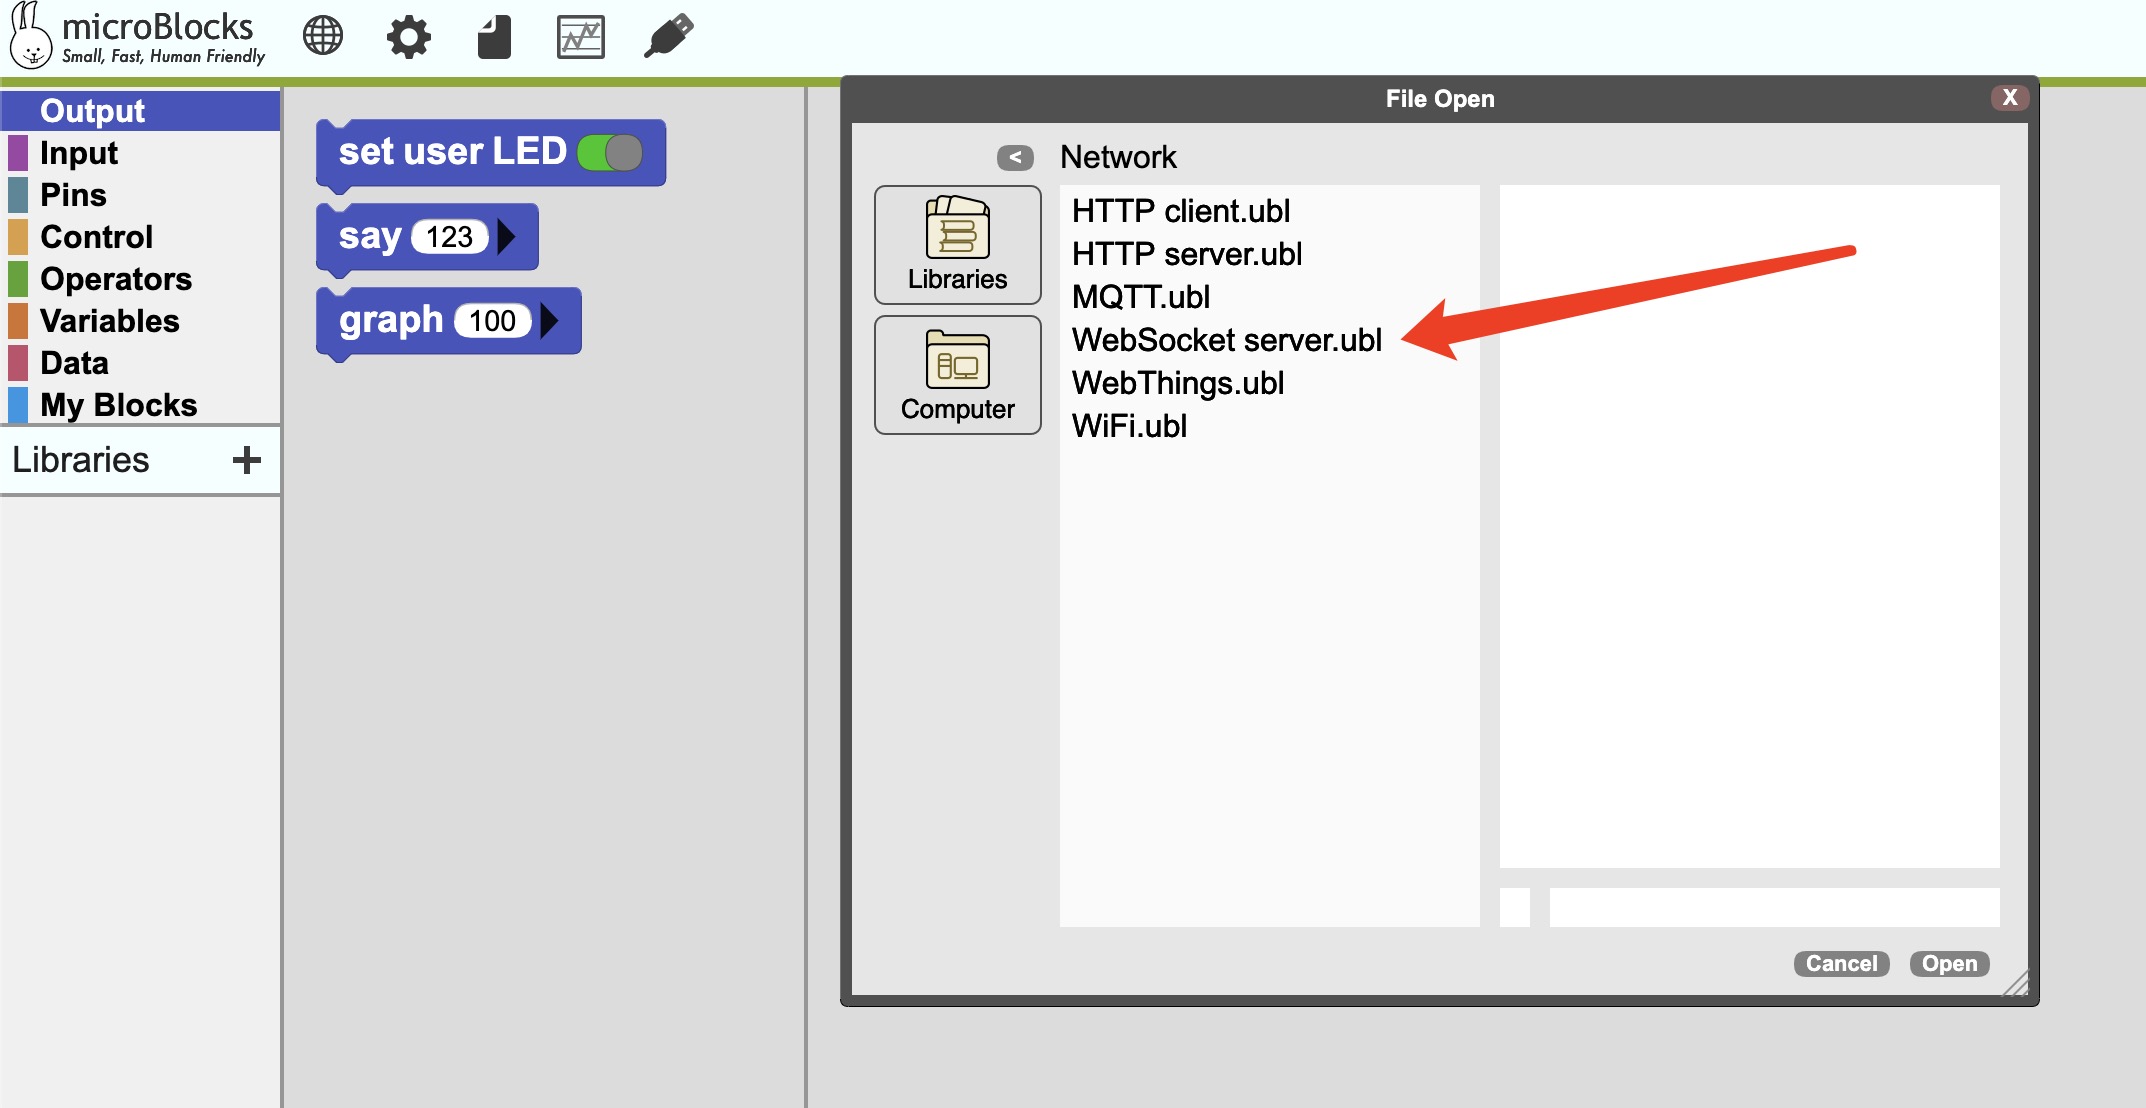 microBlocks
Small, Fast, Human Friendly
Output
Input
Pins
Control
Operators
Variables
Data
My Blocks
Libraries +
set user LED
say 123
graph 100
File Open
X
< Network
Libraries
Computer
HTTP client.ubl
HTTP server.ubl
MQTT.ubl
WebSocket server.ubl
WebThings.ubl
WiFi.ubl
Cancel Open